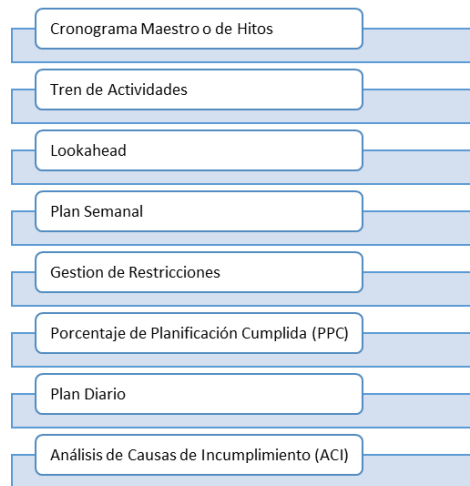 Cronograma Maestro o de Hitos
Tren de Actividades
Lookahead
Plan Semanal
Gestion de Restricciones
Porcentaje de Planificación Cumplida (PPC)
Plan Diario
Análisis de Causas de Incumplimiento (ACI)